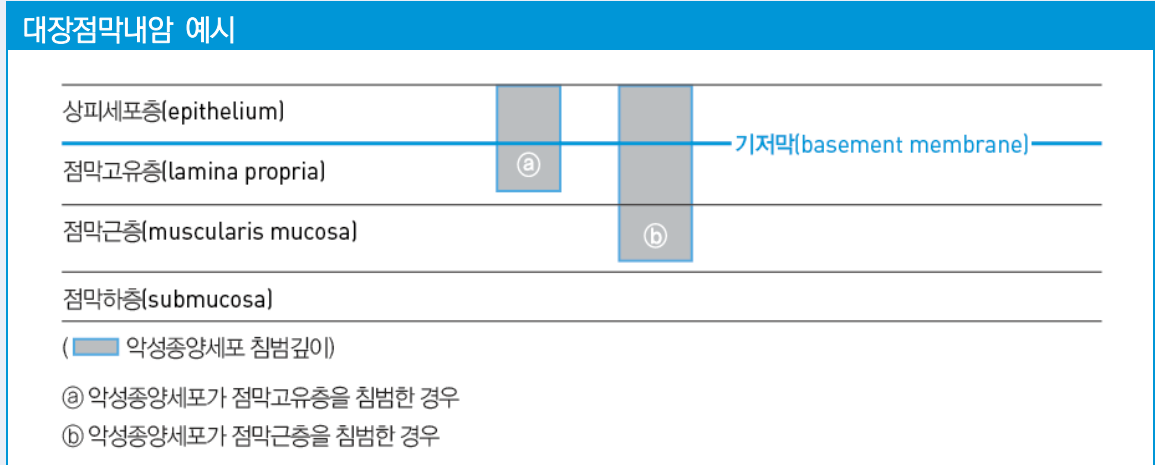 대장점막내암 예시
상피세포층(epithelium)
기저막(basement membrane)
점막고유층(lamina propria)
ⓐ
점막근층(muscularis mucosa)
ⓑ
점막하층(submucosa)
( 악성종양세포 침범깊이)
ⓐ 악성종양세포가 점막고유층을 침범한 경우
ⓑ 악성종양세포가 점막근층을 침범한 경우